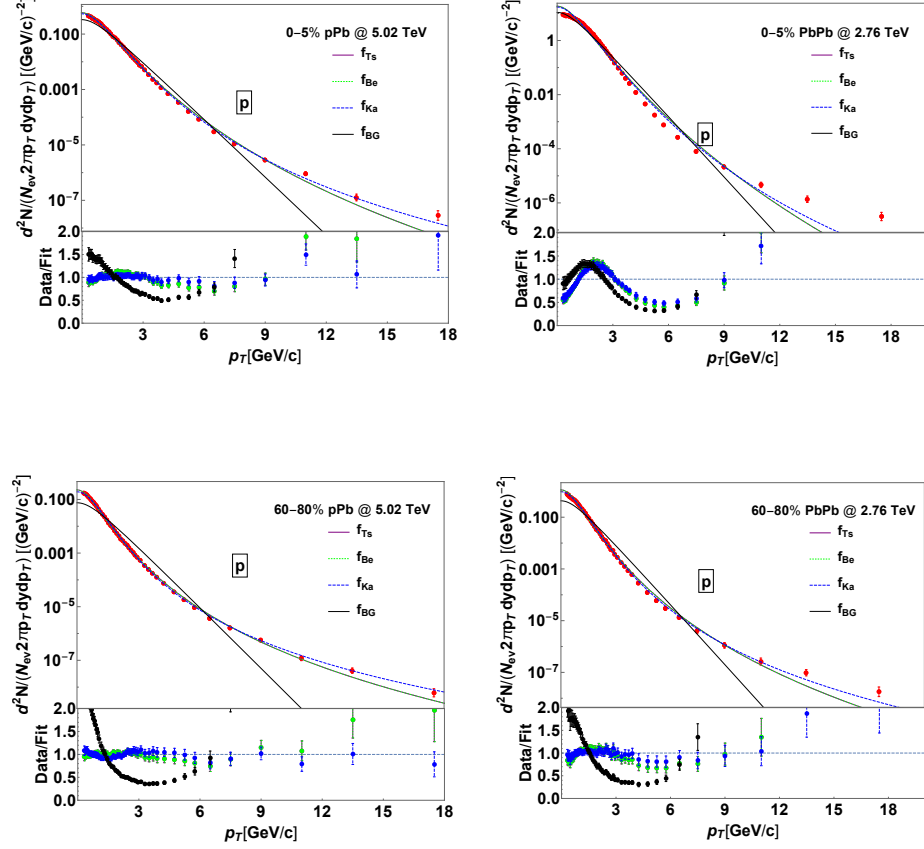 d²N/(N_ev 2πp_T dydp_T) [(GeV/c)⁻²]
0.100
0.001
10⁻⁵
10⁻⁷
0–5% pPb @ 5.02 TeV
f_Ts
f_Be
f_Ka
f_BG
p
Data/Fit
2.0
1.5
1.0
0.5
0.0
3 6 9 12 15 18
p_T[GeV/c]
d²N/(N_ev 2πp_T dydp_T) [(GeV/c)⁻²]
1
0.01
10⁻⁴
10⁻⁶
0–5% PbPb @ 2.76 TeV
f_Ts
f_Be
f_Ka
f_BG
p
Data/Fit
2.0
1.5
1.0
0.5
0.0
3 6 9 12 15 18
p_T[GeV/c]
d²N/(N_ev 2πp_T dydp_T) [(GeV/c)⁻²]
0.100
0.001
10⁻⁵
10⁻⁷
60–80% pPb @ 5.02 TeV
f_Ts
f_Be
f_Ka
f_BG
p
Data/Fit
2.0
1.5
1.0
0.5
0.0
3 6 9 12 15 18
p_T[GeV/c]
d²N/(N_ev 2πp_T dydp_T) [(GeV/c)⁻²]
0.100
0.001
10⁻⁵
10⁻⁷
60–80% PbPb @ 2.76 TeV
f_Ts
f_Be
f_Ka
f_BG
p
Data/Fit
2.0
1.5
1.0
0.5
0.0
3 6 9 12 15 18
p_T[GeV/c]